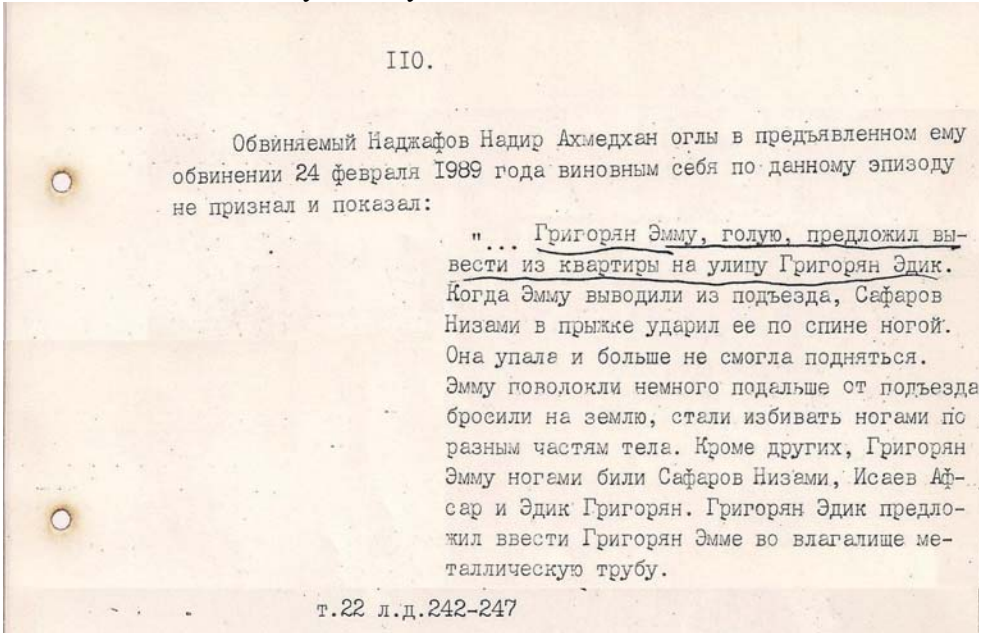 110.
Обвиняемый Наджафов Надир Ахмедхан оглы в предъявленном ему
обвинении 24 февраля 1989 года виновным себя по данному эпизоду
не признал и показал:
"... Григорян Эмму, голую, предложил вы-
вести из квартиры на улицу Григорян Эдик.
Когда Эмму выводили из подъезда, Сафаров
Низами в прыжке ударил ее по спине ногой.
Она упала и больше не смогла подняться.
Эмму поволокли немного подальше от подъезда
бросили на землю, стали избивать ногами по
разным частям тела. Кроме других, Григорян
Эмму ногами били Сафаров Низами, Исаев Аф-
сар и Эдик Григорян. Григорян Эдик предло-
жил ввести Григорян Эмме во влагалище ме-
таллическую трубу.
т.22 л.д.242-247